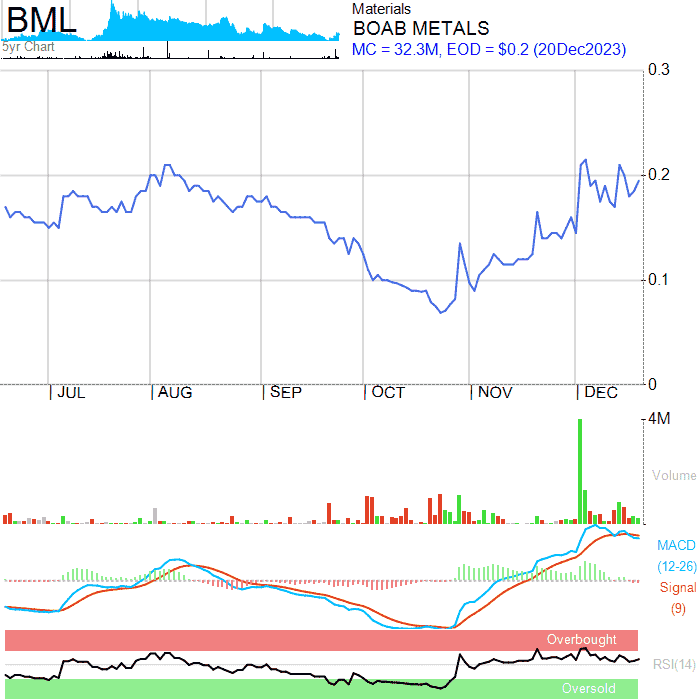 BML
5yr Chart
Materials
BOAB METALS
MC = 32.3M, EOD = $0.2 (20Dec2023)
0.3
0.2
0.1
0
JUL AUG SEP OCT NOV DEC
4M
Volume
MACD
(12-26)
Signal
(9)
Overbought
RSI(14)
Oversold